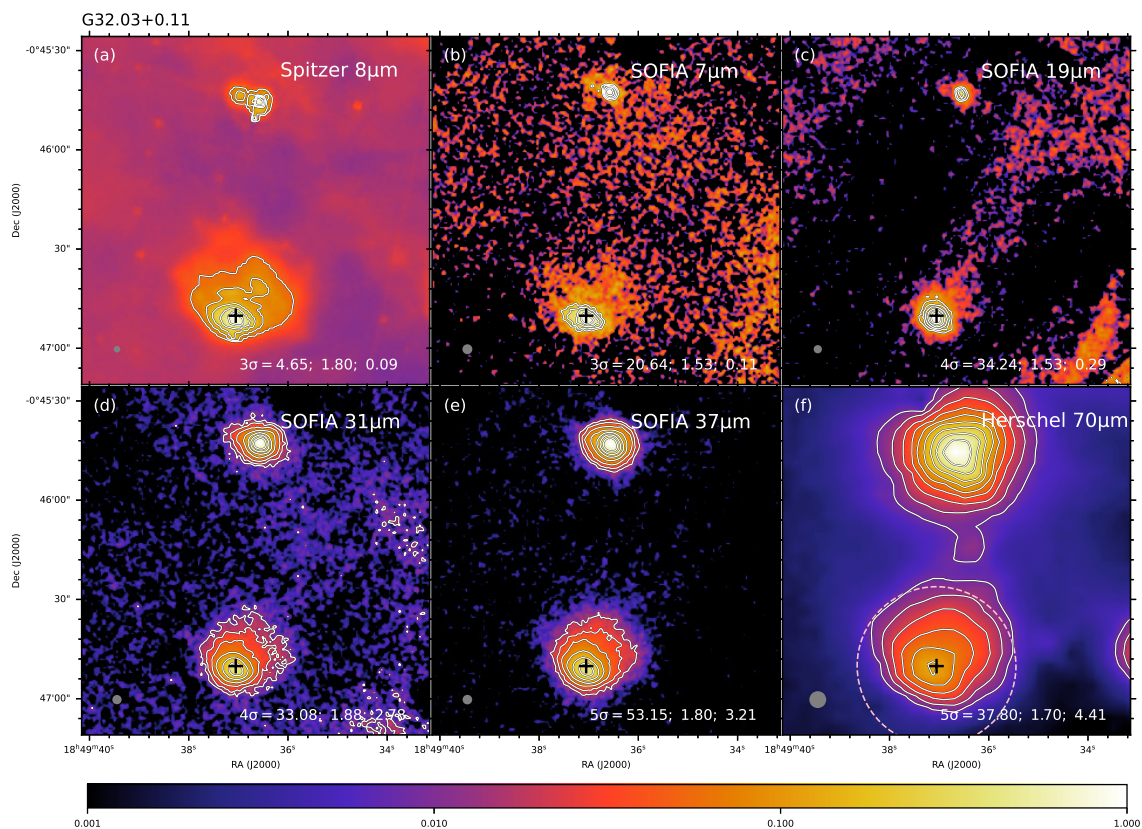 G32.03+0.11
(a)
Spitzer 8μm
(b)
SOFIA 7μm
(c)
SOFIA 19μm
-0°45'30"
46'00"
30"
47'00"
Dec (J2000)
3σ=4.65; 1.80; 0.09
3σ=20.64; 1.53; 0.11
4σ=34.24; 1.53; 0.29
(d)
SOFIA 31μm
(e)
SOFIA 37μm
(f)
Herschel 70μm
-0°45'30"
46'00"
30"
47'00"
Dec (J2000)
4σ=33.08; 1.88; 2.78
5σ=53.15; 1.80; 3.21
5σ=37.80; 1.70; 4.41
18ʰ49ᵐ40ˢ 38ˢ 36ˢ 34ˢ
18ʰ49ᵐ40ˢ 38ˢ 36ˢ 34ˢ
18ʰ49ᵐ40ˢ 38ˢ 36ˢ 34ˢ
RA (J2000)
RA (J2000)
RA (J2000)
0.001 0.010 0.100 1.000